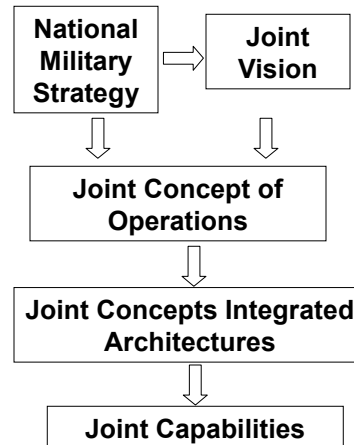 National
Military
Strategy
Joint
Vision
Joint Concept of
Operations
Joint Concepts Integrated
Architectures
Joint Capabilities